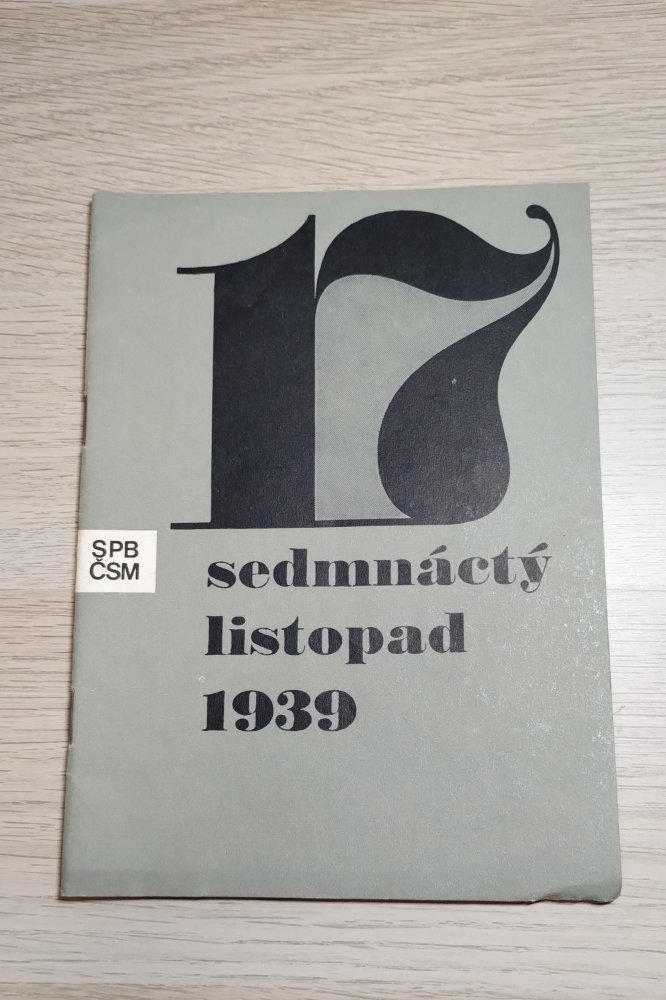 17
sedmnáctý
listopad
1939
SPB
ČSM